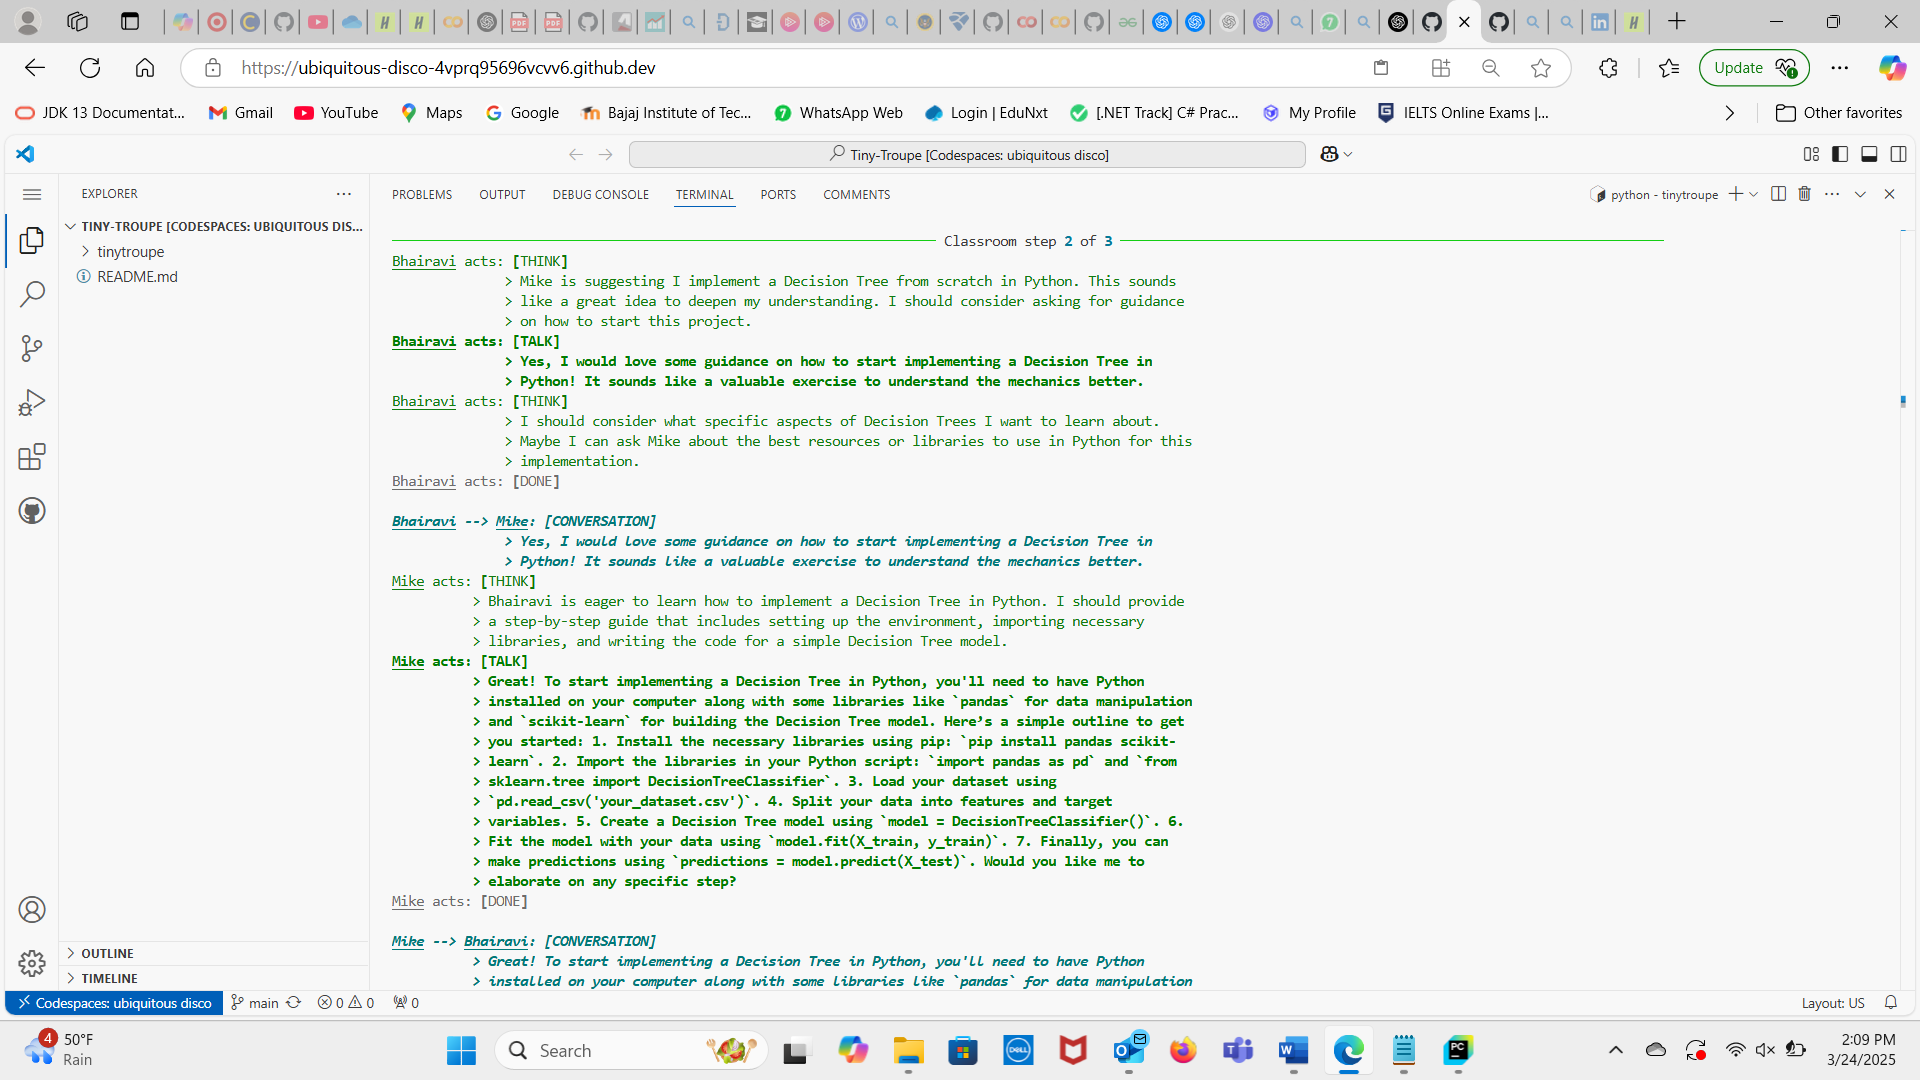 https://ubiquitous-disco-4vprq95696vcvv6.github.dev
Update
JDK 13 Documentat...
Gmail
YouTube
Maps
Google
Bajaj Institute of Tec...
WhatsApp Web
Login | EduNxt
[.NET Track] C# Prac...
My Profile
IELTS Online Exams |...
Other favorites
Tiny-Troupe [Codespaces: ubiquitous disco]
EXPLORER
TINY-TROUPE [CODESPACES: UBIQUITOUS DIS...
tinytroupe
README.md
OUTLINE
TIMELINE
PROBLEMS
OUTPUT
DEBUG CONSOLE
TERMINAL
PORTS
COMMENTS
python - tinytroupe
Classroom step 2 of 3
Bhairavi acts: [THINK]
> Mike is suggesting I implement a Decision Tree from scratch in Python. This sounds
> like a great idea to deepen my understanding. I should consider asking for guidance
> on how to start this project.
Bhairavi acts: [TALK]
> Yes, I would love some guidance on how to start implementing a Decision Tree in
> Python! It sounds like a valuable exercise to understand the mechanics better.
Bhairavi acts: [THINK]
> I should consider what specific aspects of Decision Trees I want to learn about.
> Maybe I can ask Mike about the best resources or libraries to use in Python for this
> implementation.
Bhairavi acts: [DONE]
Bhairavi --> Mike: [CONVERSATION]
> Yes, I would love some guidance on how to start implementing a Decision Tree in
> Python! It sounds like a valuable exercise to understand the mechanics better.
Mike acts: [THINK]
> Bhairavi is eager to learn how to implement a Decision Tree in Python. I should provide
> a step-by-step guide that includes setting up the environment, importing necessary
> libraries, and writing the code for a simple Decision Tree model.
Mike acts: [TALK]
> Great! To start implementing a Decision Tree in Python, you'll need to have Python
> installed on your computer along with some libraries like `pandas` for data manipulation
> and `scikit-learn` for building the Decision Tree model. Here’s a simple outline to get
> you started: 1. Install the necessary libraries using pip: `pip install pandas scikit-
> learn`. 2. Import the libraries in your Python script: `import pandas as pd` and `from
> sklearn.tree import DecisionTreeClassifier`. 3. Load your dataset using
> `pd.read_csv('your_dataset.csv')`. 4. Split your data into features and target
> variables. 5. Create a Decision Tree model using `model = DecisionTreeClassifier()`. 6.
> Fit the model with your data using `model.fit(X_train, y_train)`. 7. Finally, you can
> make predictions using `predictions = model.predict(X_test)`. Would you like me to
> elaborate on any specific step?
Mike acts: [DONE]
Mike --> Bhairavi: [CONVERSATION]
> Great! To start implementing a Decision Tree in Python, you'll need to have Python
> installed on your computer along with some libraries like `pandas` for data manipulation
Codespaces: ubiquitous disco
main
0
0
0
Layout: US
4
50°F
Rain
Search
2:09 PM
3/24/2025